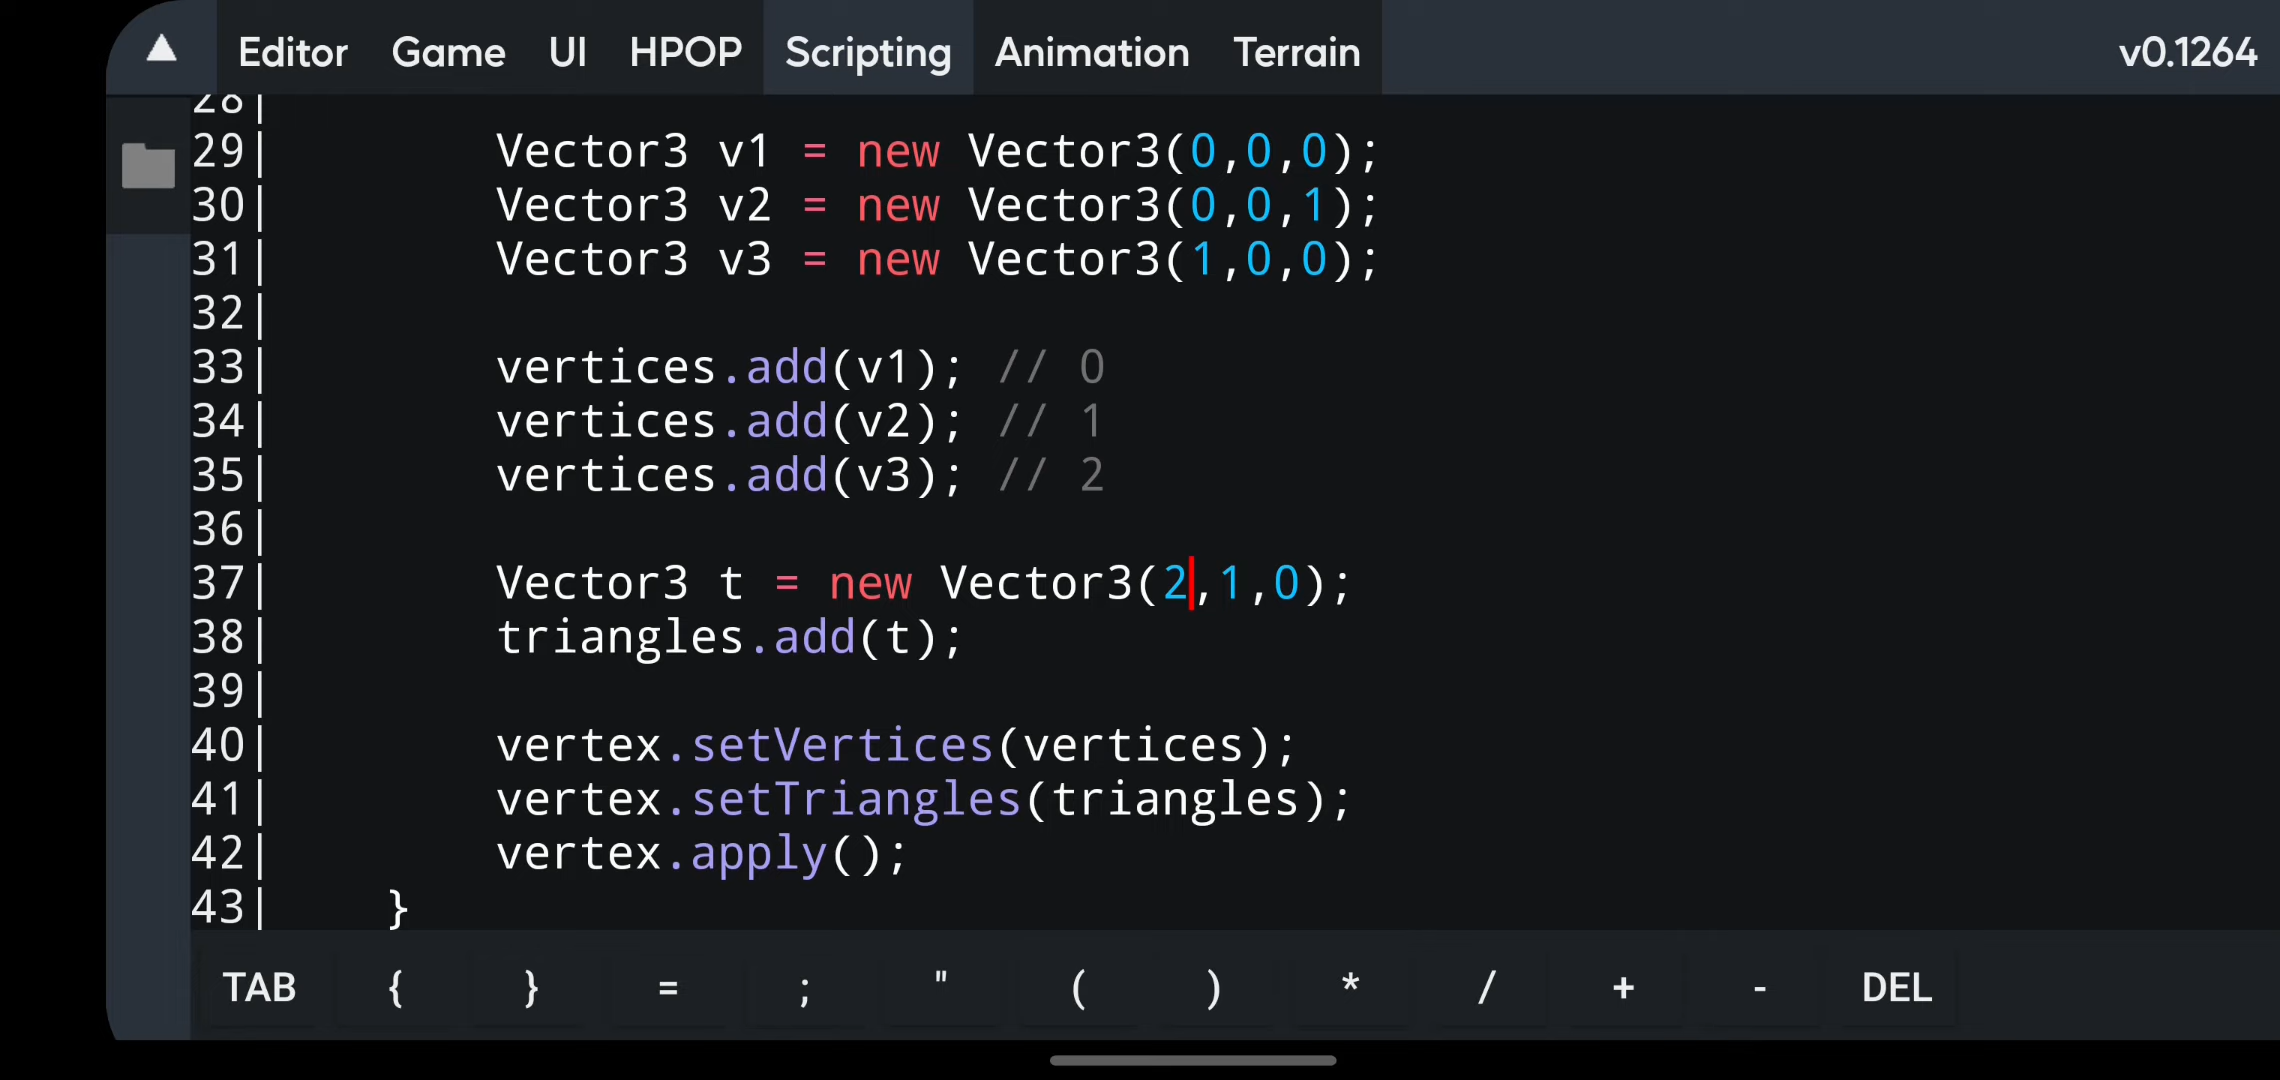 ▲ Editor Game UI HPOP Scripting Animation Terrain v0.1264
28|
29| Vector3 v1 = new Vector3(0,0,0);
30| Vector3 v2 = new Vector3(0,0,1);
31| Vector3 v3 = new Vector3(1,0,0);
32|
33| vertices.add(v1); // 0
34| vertices.add(v2); // 1
35| vertices.add(v3); // 2
36|
37| Vector3 t = new Vector3(2,1,0);
38| triangles.add(t);
39|
40| vertex.setVertices(vertices);
41| vertex.setTriangles(triangles);
42| vertex.apply();
43| }
TAB { } = ; " ( ) * / + - DEL